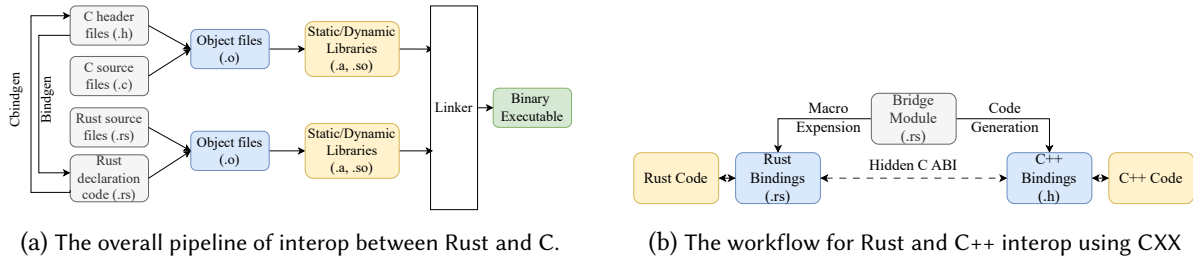 C header
files (.h)
C source
files (.c)
Rust source
files (.rs)
Rust
declaration
code (.rs)
Cbindgen
Bindgen
Object files
(.o)
Object files
(.o)
Static/Dynamic
Libraries
(.a, .so)
Static/Dynamic
Libraries
(.a, .so)
Linker
Binary
Executable
(a) The overall pipeline of interop between Rust and C.
Bridge
Module
(.rs)
Macro
Expension
Code
Generation
Rust Code
Rust
Bindings
(.rs)
Hidden C ABI
C++
Bindings
(.h)
C++ Code
(b) The workflow for Rust and C++ interop using CXX